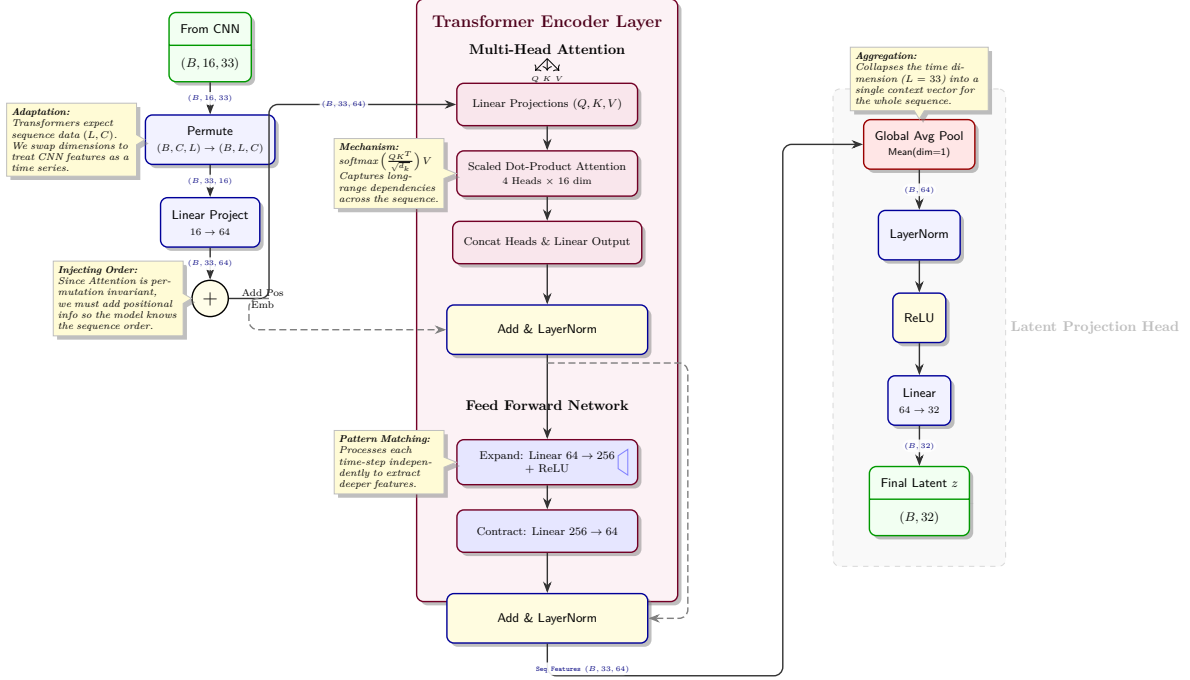 From CNN
(B, 16, 33)
(B, 16, 33)
Adaptation:
Transformers expect
sequence data (L, C).
We swap dimensions to
treat CNN features as a
time series.
Permute
(B, C, L) → (B, L, C)
(B, 33, 16)
Linear Project
16 → 64
(B, 33, 64)
Injecting Order:
Since Attention is per-
mutation invariant,
we must add positional
info so the model knows
the sequence order.
+
Add Pos
Emb
(B, 33, 64)
Transformer Encoder Layer
Multi-Head Attention
Q K V
Linear Projections (Q, K, V)
Mechanism:
softmax(QKᵀ/√dₖ) V
Captures long-
range dependencies
across the sequence.
Scaled Dot-Product Attention
4 Heads × 16 dim
Concat Heads & Linear Output
Add & LayerNorm
Feed Forward Network
Pattern Matching:
Processes each
time-step indepen-
dently to extract
deeper features.
Expand: Linear 64 → 256
+ ReLU
Contract: Linear 256 → 64
Add & LayerNorm
Seq Features (B, 33, 64)
Aggregation:
Collapses the time di-
mension (L = 33) into a
single context vector for
the whole sequence.
Global Avg Pool
Mean(dim=1)
(B, 64)
LayerNorm
ReLU
Latent Projection Head
Linear
64 → 32
(B, 32)
Final Latent z
(B, 32)